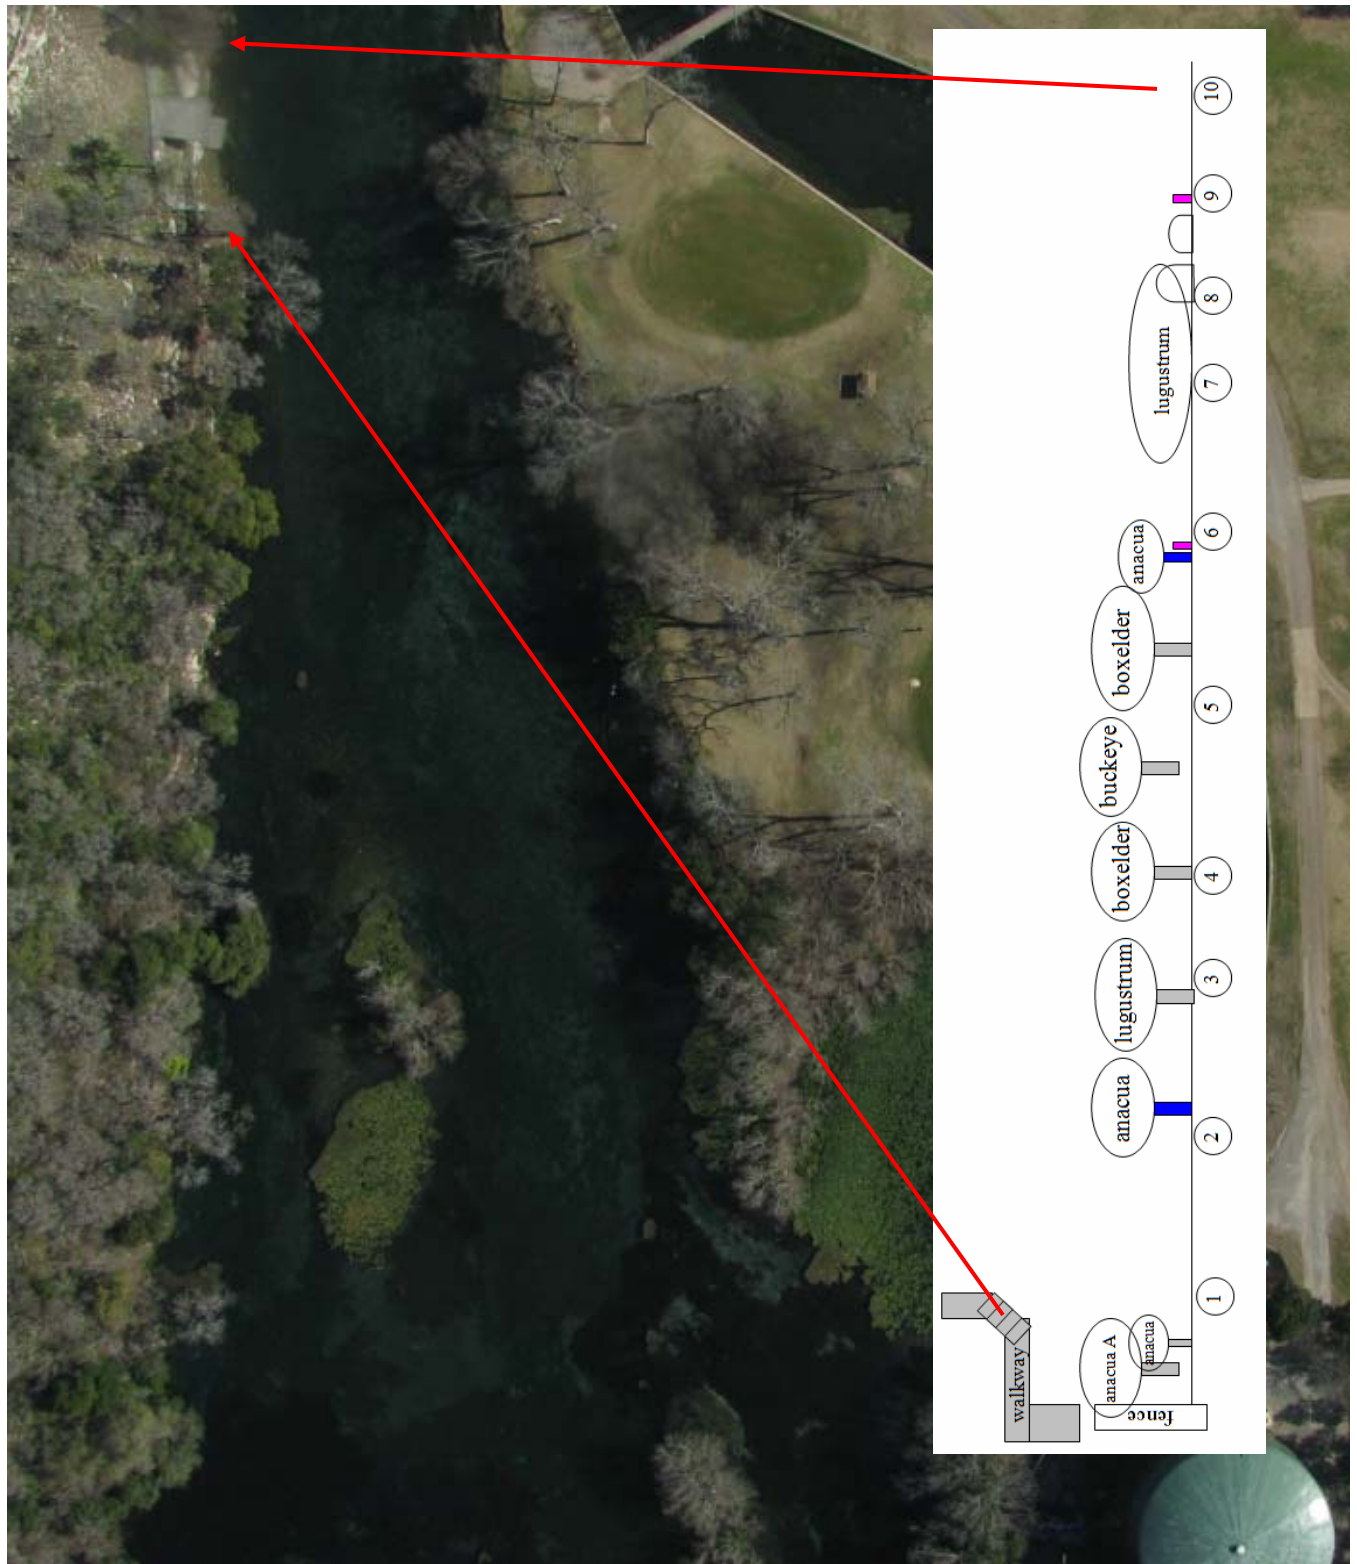 10
9
8
lugustrum
7
6
anacua
boxelder
5
buckeye
boxelder
4
lugustrum
3
anacua
2
1
anacua
anacua A
walkway
fence